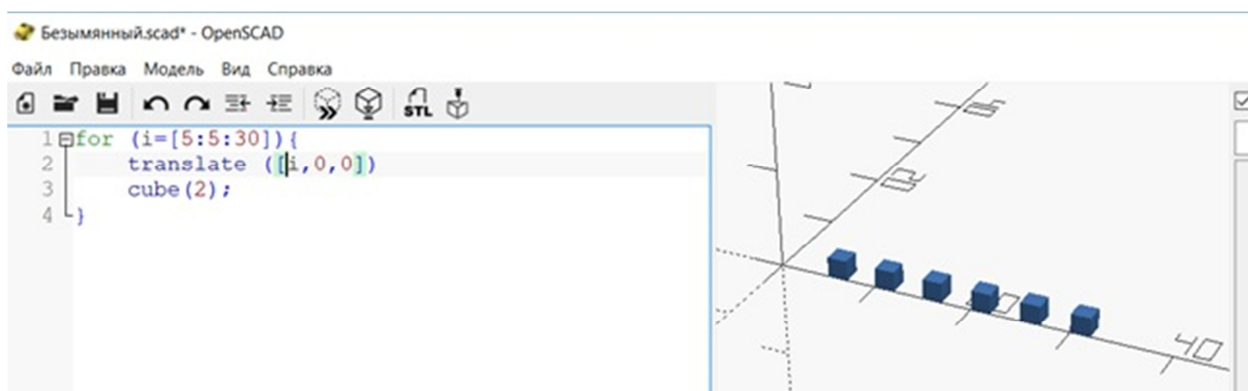 Безымянный.scad* - OpenSCAD
Файл Правка Модель Вид Справка
STL
1 for (i=[5:5:30]){
2 translate ([i,0,0])
3 cube(2);
4 }
40